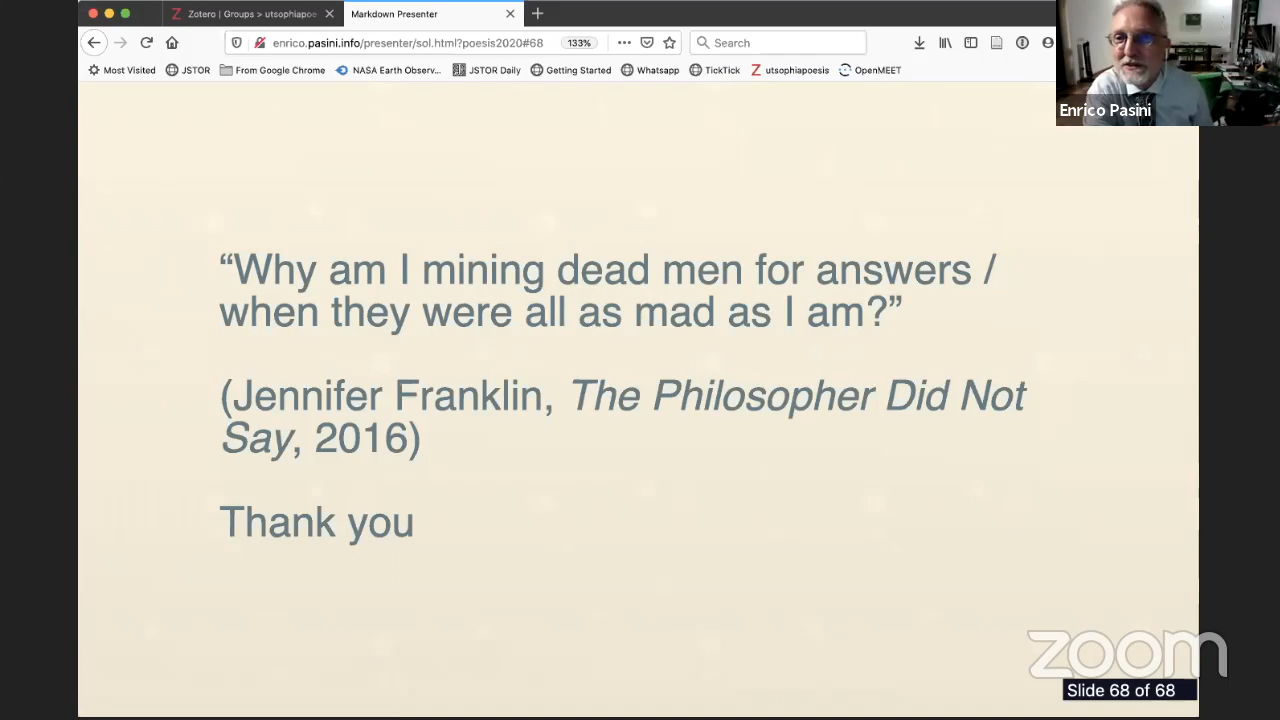 Zotero | Groups > utsophiapoe
Markdown Presenter
enrico.pasini.info/presenter/sol.html?poesis2020#68
133%
Search
Most Visited
JSTOR
From Google Chrome
NASA Earth Observ...
JSTOR Daily
Getting Started
Whatsapp
TickTick
utsophiapoesis
OpenMEET
Enrico Pasini
“Why am I mining dead men for answers /
when they were all as mad as I am?”
(Jennifer Franklin, The Philosopher Did Not
Say, 2016)
Thank you
zoom
Slide 68 of 68